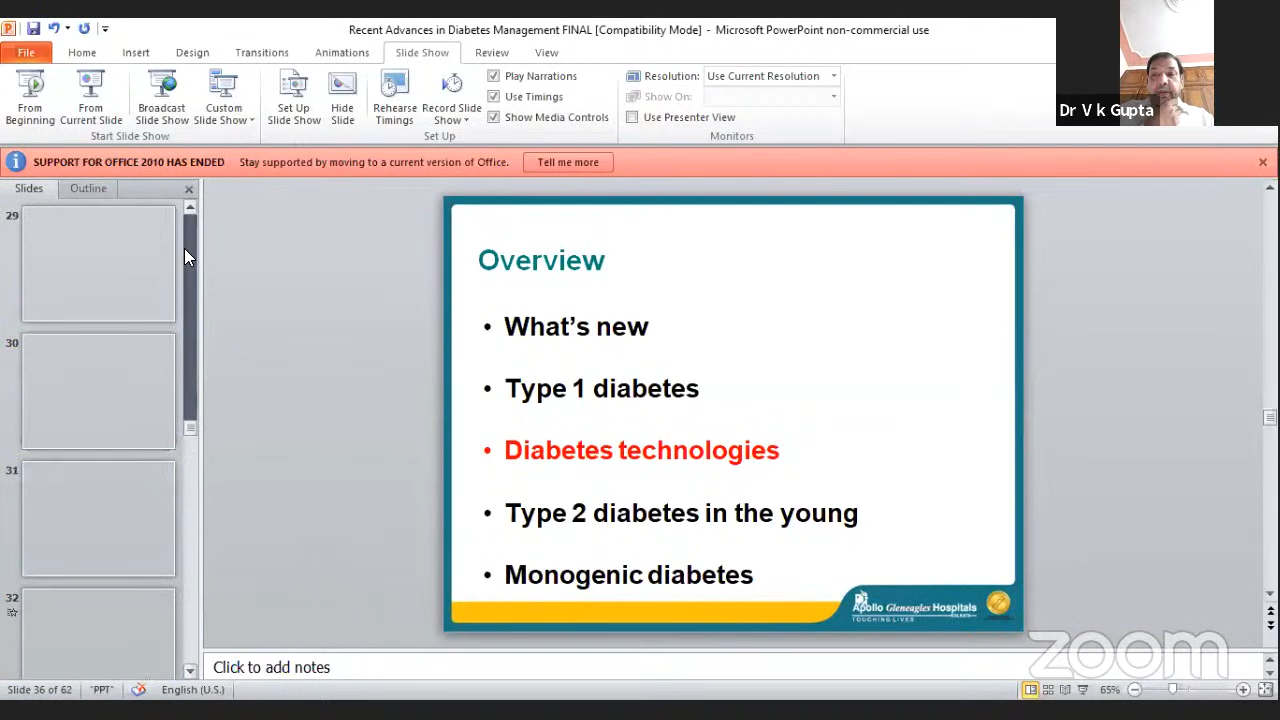 Recent Advances in Diabetes Management FINAL [Compatibility Mode] - Microsoft PowerPoint non-commercial use
File Home Insert Design Transitions Animations Slide Show Review View
From Beginning
From Current Slide
Broadcast Slide Show
Custom Slide Show
Start Slide Show
Set Up Slide Show
Hide Slide
Rehearse Timings
Record Slide Show
Play Narrations
Use Timings
Show Media Controls
Set Up
Resolution: Use Current Resolution
Show On:
Use Presenter View
Monitors
Dr V k Gupta
SUPPORT FOR OFFICE 2010 HAS ENDED Stay supported by moving to a current version of Office. Tell me more
Slides Outline
29
30
31
32
Overview
• What's new
• Type 1 diabetes
• Diabetes technologies
• Type 2 diabetes in the young
• Monogenic diabetes
Apollo Gleneagles Hospitals
KOLKATA
TOUCHING LIVES
Click to add notes
zoom
Slide 36 of 62 "PPT" English (U.S.) 65%